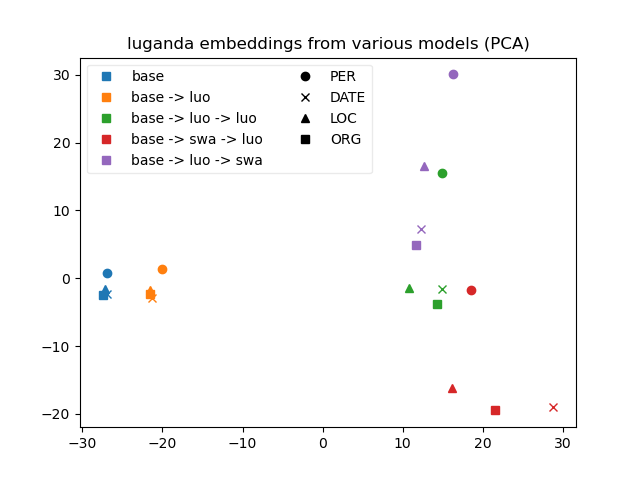 luganda embeddings from various models (PCA)
base
base -> luo
base -> luo -> luo
base -> swa -> luo
base -> luo -> swa
PER
DATE
LOC
ORG
30
20
10
0
−10
−20
−30
−20
−10
0
10
20
30